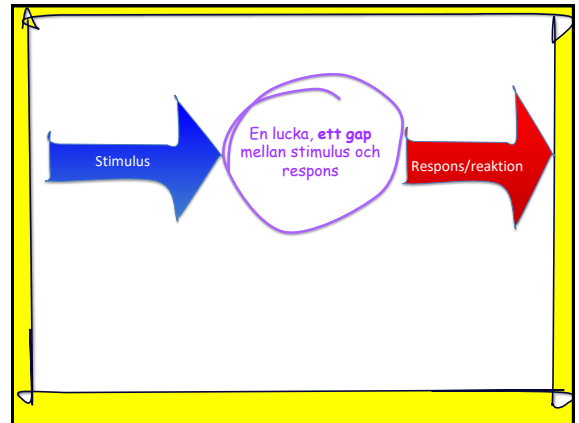 Stimulus
En lucka, ett gap
mellan stimulus och
respons
Respons/reaktion